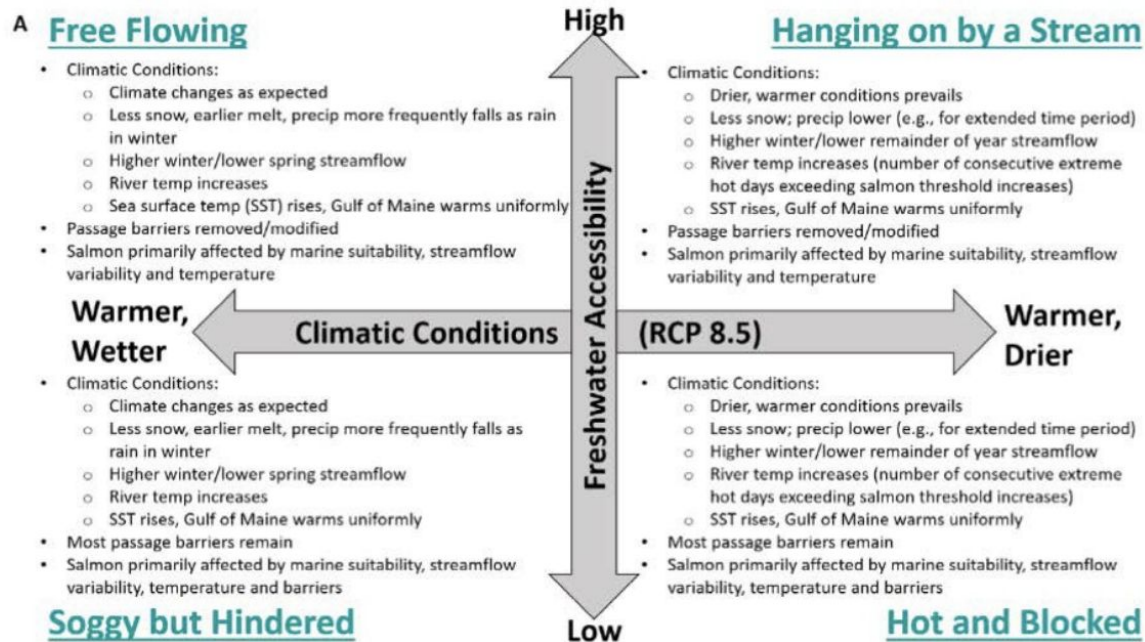 A
Free Flowing
• Climatic Conditions:
o Climate changes as expected
o Less snow, earlier melt, precip more frequently falls as rain
in winter
o Higher winter/lower spring streamflow
o River temp increases
o Sea surface temp (SST) rises, Gulf of Maine warms uniformly
• Passage barriers removed/modified
• Salmon primarily affected by marine suitability, streamflow
variability and temperature
High
Hanging on by a Stream
• Climatic Conditions:
o Drier, warmer conditions prevails
o Less snow; precip lower (e.g., for extended time period)
o Higher winter/lower remainder of year streamflow
o River temp increases (number of consecutive extreme
hot days exceeding salmon threshold increases)
o SST rises, Gulf of Maine warms uniformly
• Passage barriers removed/modified
• Salmon primarily affected by marine suitability, streamflow
variability and temperature
Warmer,
Wetter
Climatic Conditions (RCP 8.5)
Freshwater Accessibility
Warmer,
Drier
• Climatic Conditions:
o Climate changes as expected
o Less snow, earlier melt, precip more frequently falls as
rain in winter
o Higher winter/lower spring streamflow
o River temp increases
o SST rises, Gulf of Maine warms uniformly
• Most passage barriers remain
• Salmon primarily affected by marine suitability, streamflow
variability, temperature and barriers
Soggy but Hindered
Low
• Climatic Conditions:
o Drier, warmer conditions prevails
o Less snow; precip lower (e.g., for extended time period)
o Higher winter/lower remainder of year streamflow
o River temp increases (number of consecutive extreme
hot days exceeding salmon threshold increases)
o SST rises, Gulf of Maine warms uniformly
• Most passage barriers remain
• Salmon primarily affected by marine suitability, streamflow
variability, temperature and barriers
Hot and Blocked